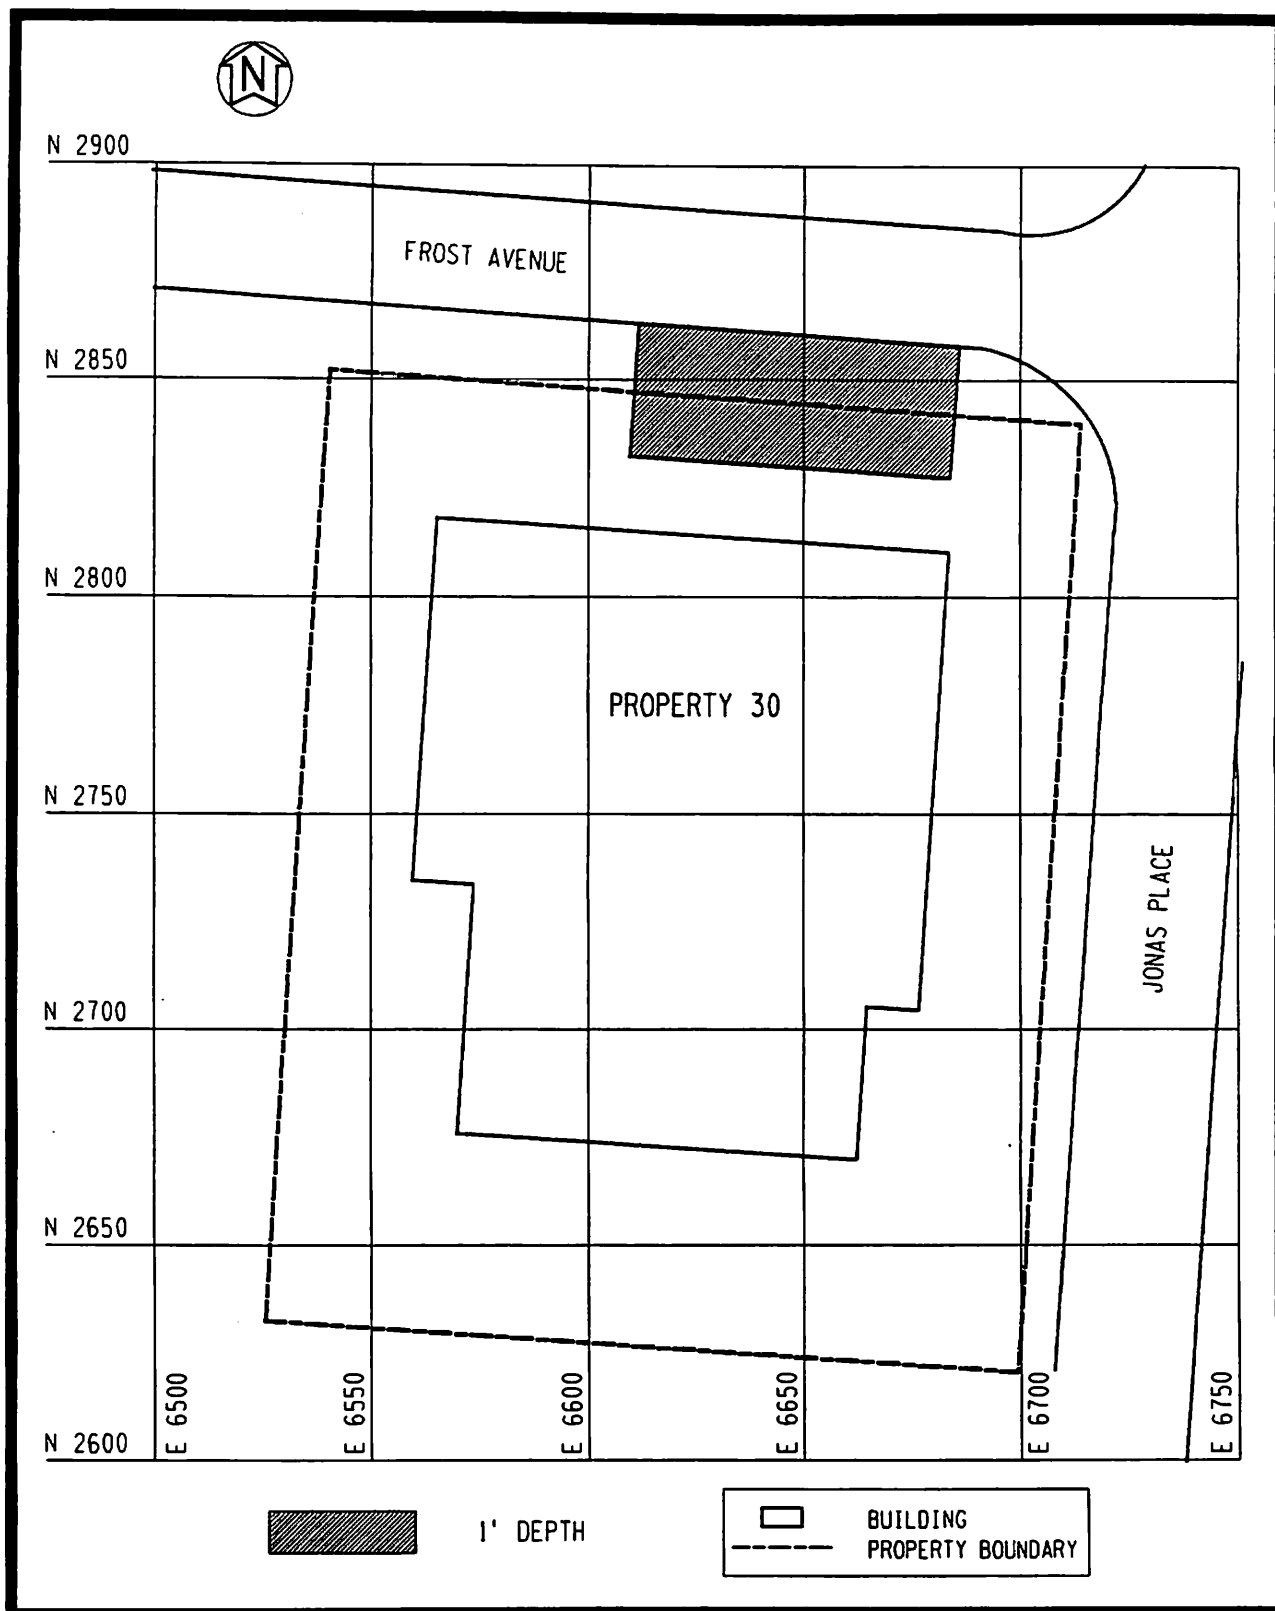 N
N 2900
FROST AVENUE
N 2850
N 2800
PROPERTY 30
N 2750
JONAS PLACE
N 2700
N 2650
E 6500
E 6550
E 6600
E 6650
E 6700
E 6750
N 2600
1' DEPTH
BUILDING
PROPERTY BOUNDARY